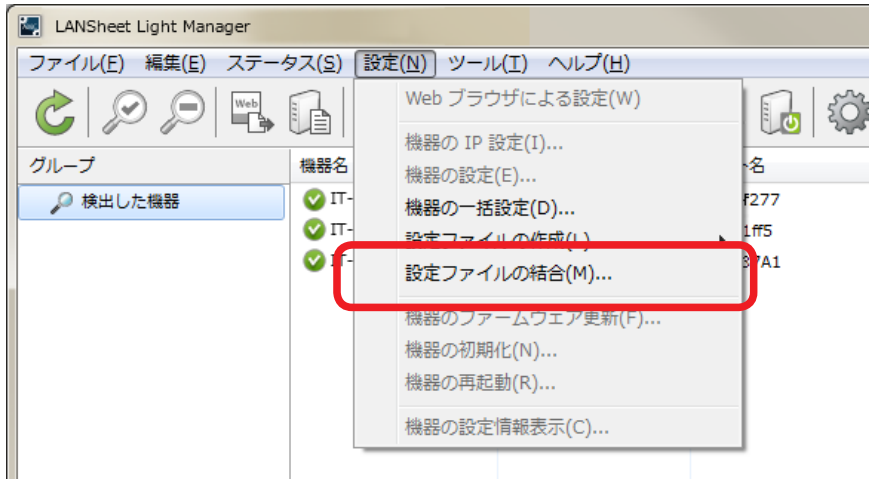 LANSheet Light Manager
ファイル(F) 編集(E) ステータス(S) 設定(N) ツール(T) ヘルプ(H)
Web ブラウザによる設定(W)
Web
機器の IP 設定(I)...
グループ 機器名
機器の設定(E)...
検出した機器 IT- 機器の一括設定(D)... f277
IT- 設定ファイルの作成(L) 1ff5
IT- 設定ファイルの結合(M)... 37A1
機器のファームウェア更新(F)...
機器の初期化(N)...
機器の再起動(R)...
機器の設定情報表示(C)...